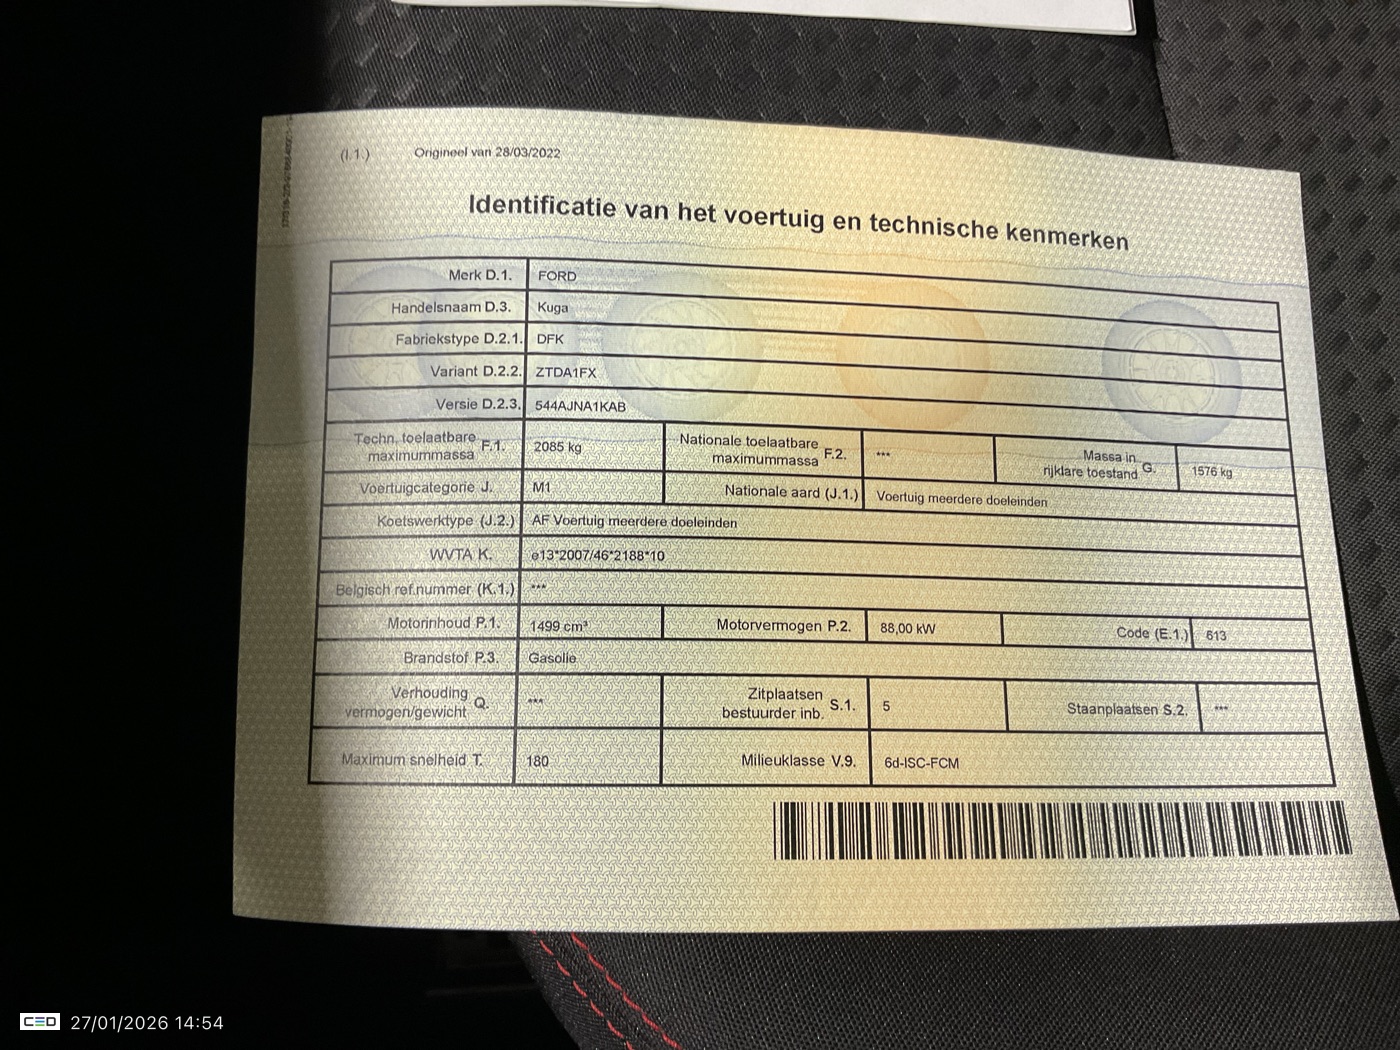 (I.1.) Origineel van 28/03/2022
Identificatie van het voertuig en technische kenmerken
Merk D.1. FORD
Handelsnaam D.3. Kuga
Fabriekstype D.2.1. DFK
Variant D.2.2. ZTDA1FX
Versie D.2.3. 544AJNA1KAB
Techn. toelaatbare maximummassa F.1. 2085 kg Nationale toelaatbare maximummassa F.2. *** Massa in rijklare toestand G. 1576 kg
Voertuigcategorie J. M1 Nationale aard (J.1.) Voertuig meerdere doeleinden
Koetswerktype (J.2.) AF Voertuig meerdere doeleinden
WVTA K. e13*2007/46*2188*10
Belgisch ref.nummer (K.1.) ***
Motorinhoud P.1. 1499 cm³ Motorvermogen P.2. 88,00 kW Code (E.1.) 613
Brandstof P.3. Gasolie
Verhouding vermogen/gewicht Q. *** Zitplaatsen bestuurder inb. S.1. 5 Staanplaatsen S.2. ***
Maximum snelheid T. 180 Milieuklasse V.9. 6d-ISC-FCM
CED 27/01/2026 14:54